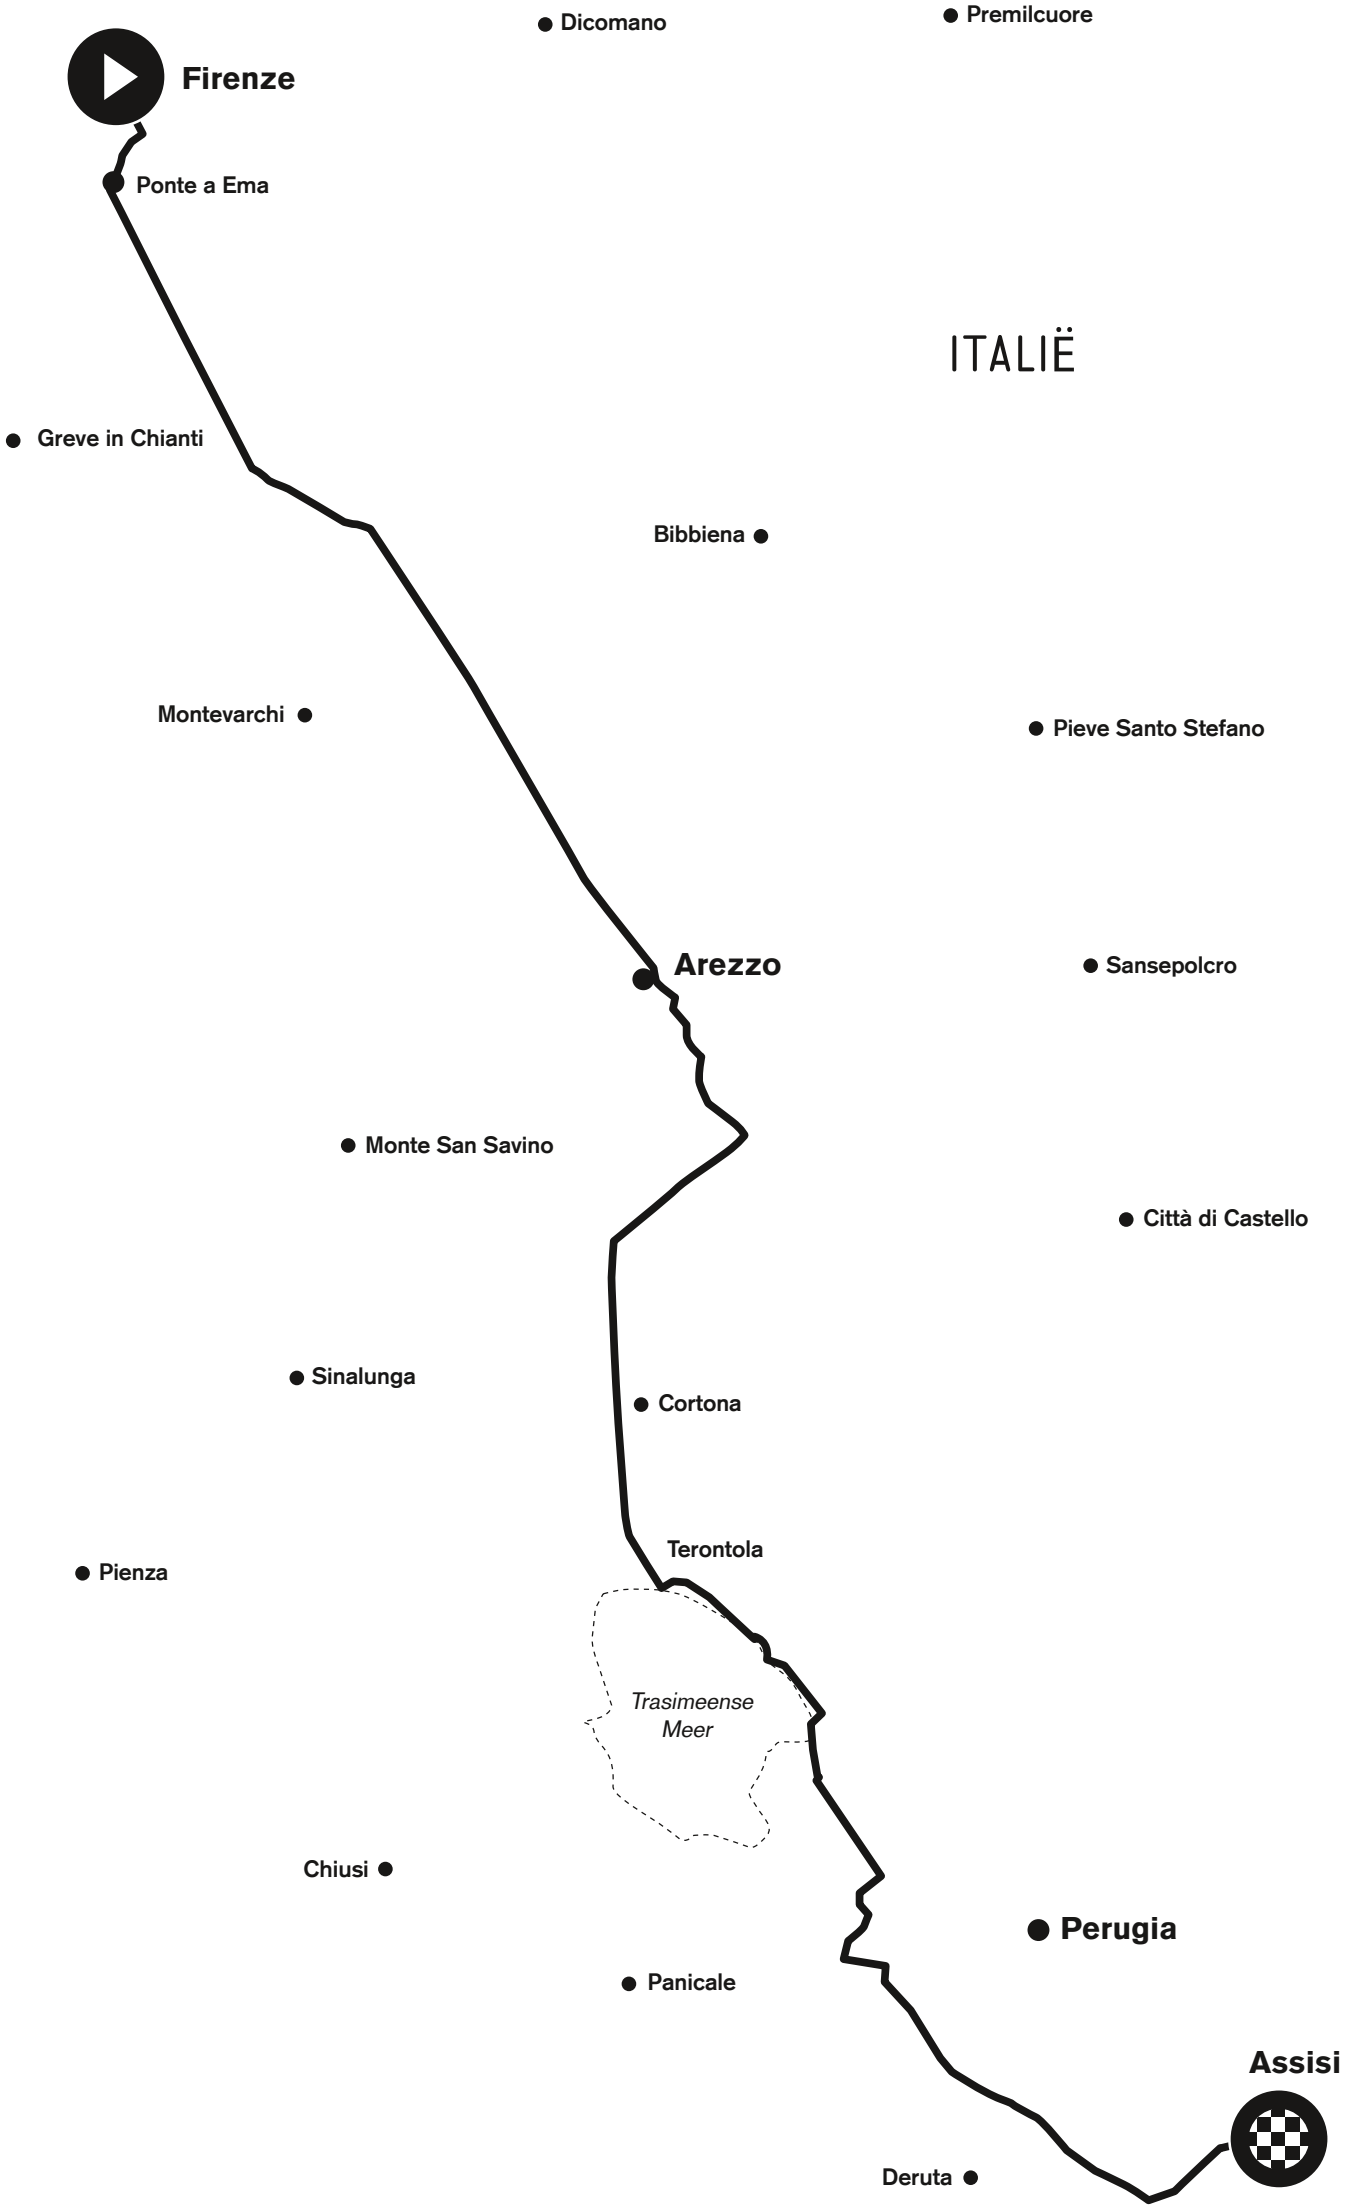 Dicomano
Premilcuore
Firenze
Ponte a Ema
ITALIË
Greve in Chianti
Bibbiena
Montevarchi
Pieve Santo Stefano
Arezzo
Sansepolcro
Monte San Savino
Città di Castello
Sinalunga
Cortona
Terontola
Pienza
Trasimeense
Meer
Chiusi
Perugia
Panicale
Assisi
Deruta